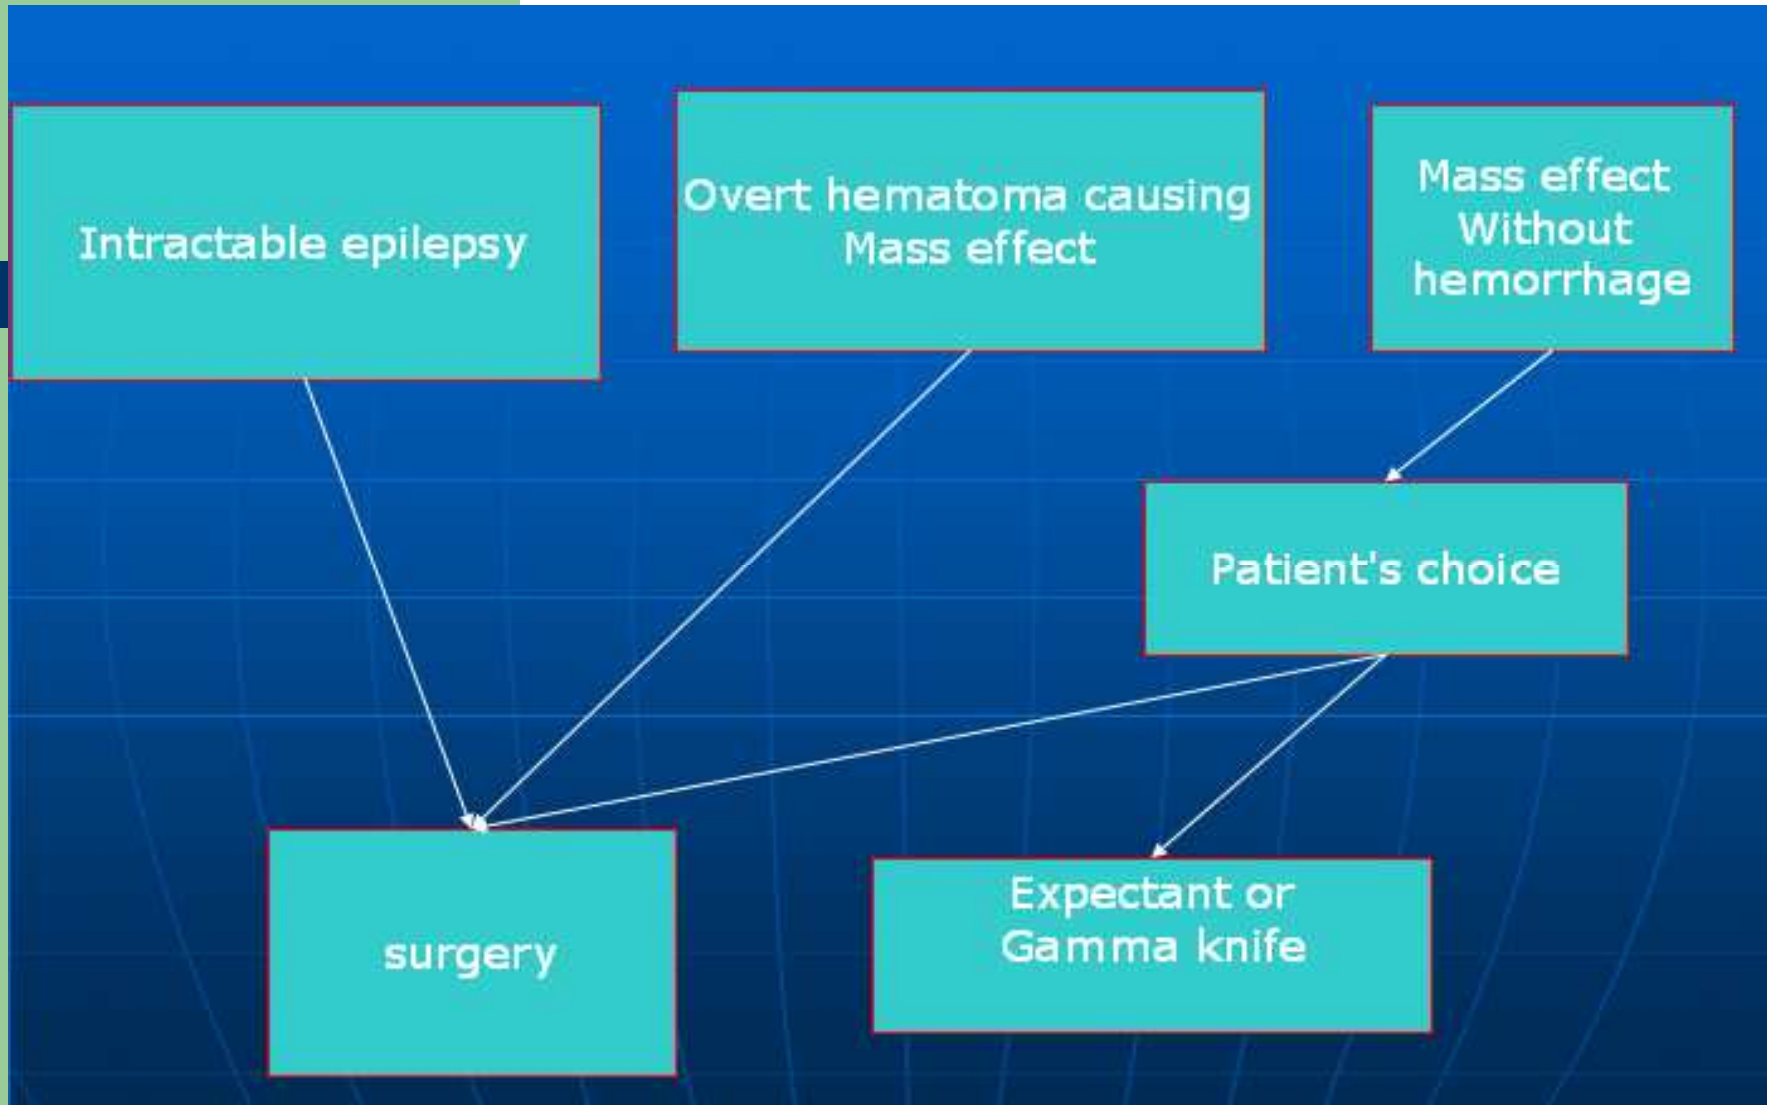 Intractable epilepsy
Overt hematoma causing
Mass effect
Mass effect
Without
hemorrhage
Patient's choice
surgery
Expectant or
Gamma knife